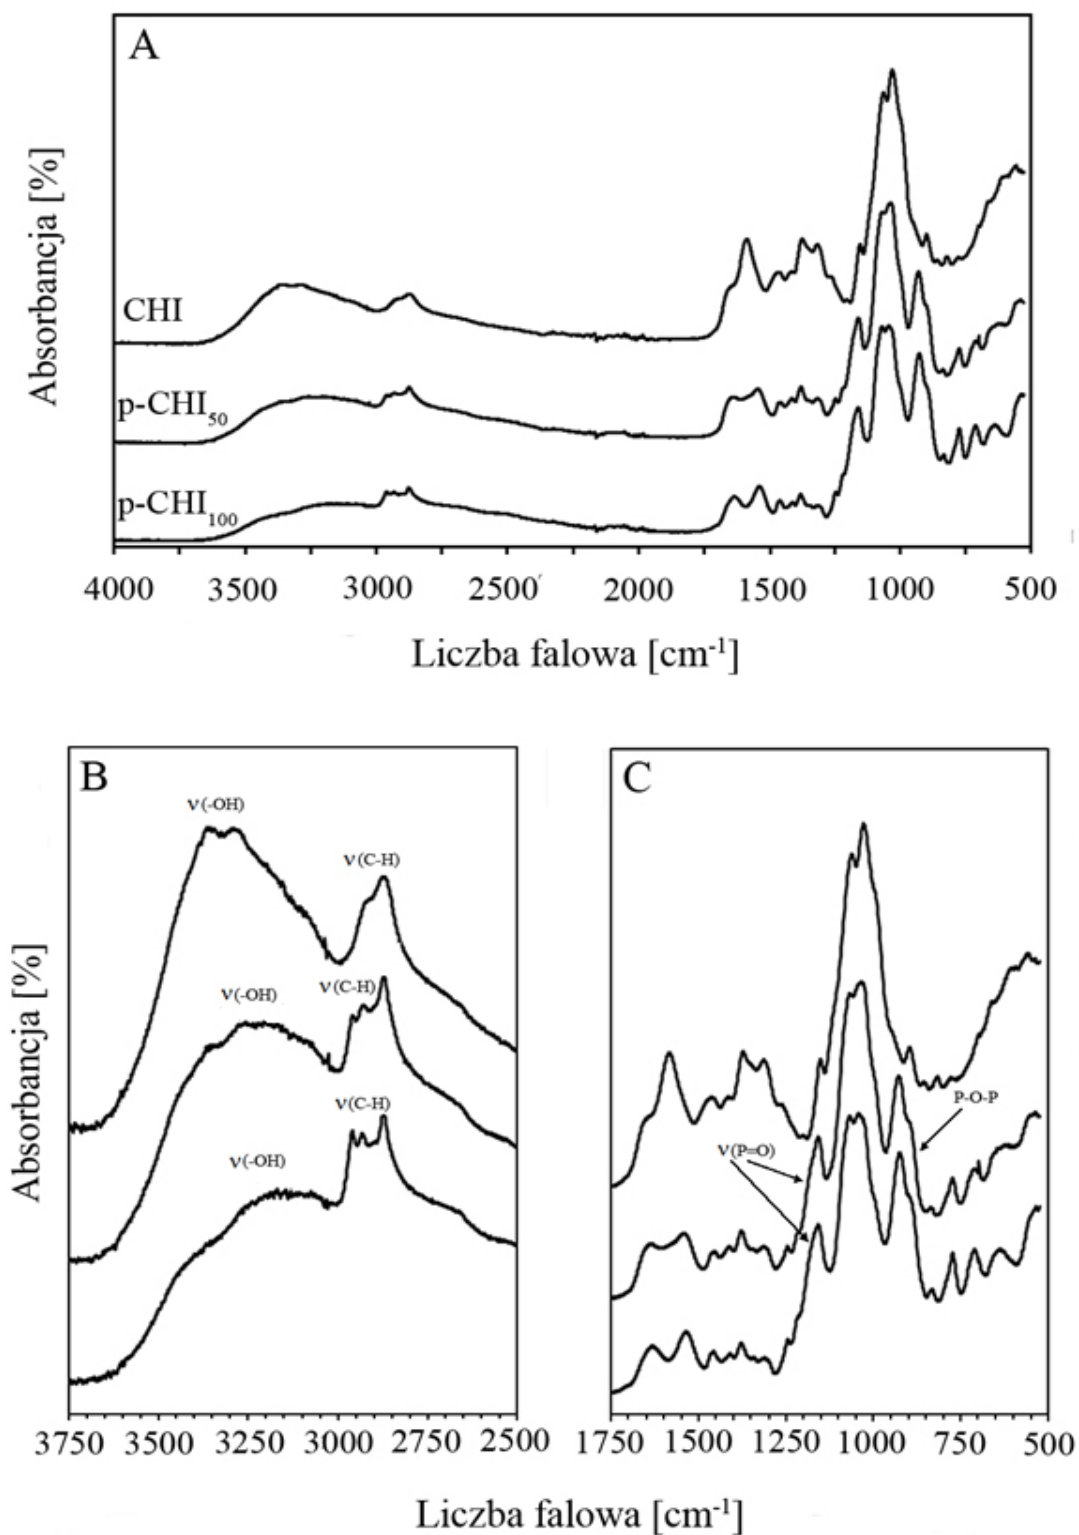 A
Absorbancja [%]
CHI
p-CHI50
p-CHI100
4000 3500 3000 2500 2000 1500 1000 500
Liczba falowa [cm-1]
B
ν(-OH)
ν(C-H)
ν(-OH)
ν(C-H)
ν(-OH)
ν(C-H)
Absorbancja [%]
3750 3500 3250 3000 2750 2500
C
P-O-P
ν(P=O)
1750 1500 1250 1000 750 500
Liczba falowa [cm-1]